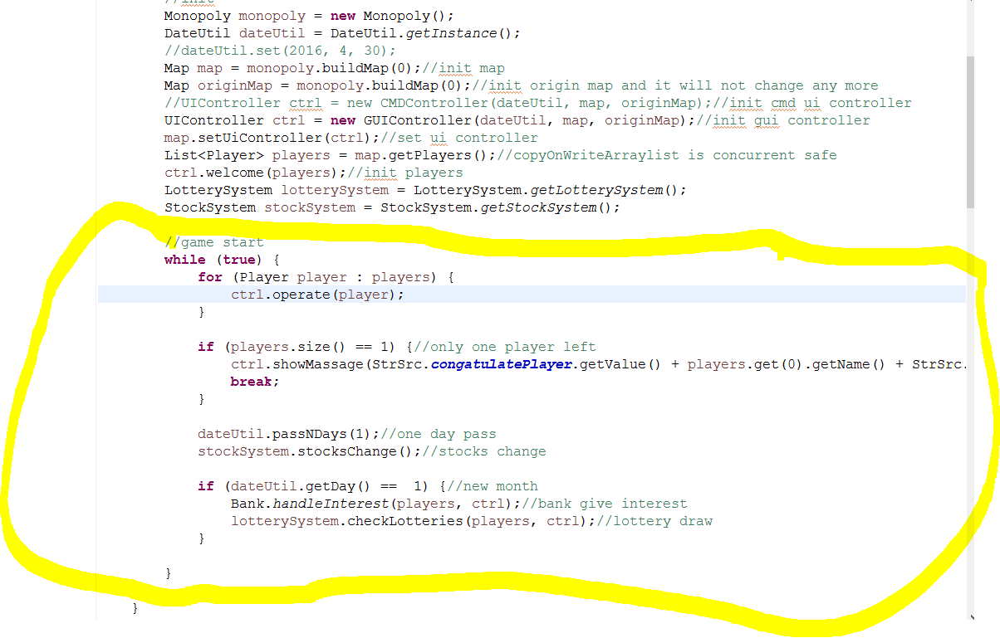 //init
Monopoly monopoly = new Monopoly();
DateUtil dateUtil = DateUtil.getInstance();
//dateUtil.set(2016, 4, 30);
Map map = monopoly.buildMap(0);//init map
Map originMap = monopoly.buildMap(0);//init origin map and it will not change any more
//UIController ctrl = new CMDController(dateUtil, map, originMap);//init cmd ui controller
UIController ctrl = new GUIController(dateUtil, map, originMap);//init gui controller
map.setUiController(ctrl);//set ui controller
List<Player> players = map.getPlayers();//copyOnWriteArraylist is concurrent safe
ctrl.welcome(players);//init players
LotterySystem lotterySystem = LotterySystem.getLotterySystem();
StockSystem stockSystem = StockSystem.getStockSystem();
//game start
while (true) {
for (Player player : players) {
ctrl.operate(player);
}
if (players.size() == 1) {//only one player left
ctrl.showMassage(StrSrc.congatulatePlayer.getValue() + players.get(0).getName() + StrSrc.
break;
}
dateUtil.passNDays(1);//one day pass
stockSystem.stocksChange();//stocks change
if (dateUtil.getDay() ==  1) {//new month
Bank.handleInterest(players, ctrl);//bank give interest
lotterySystem.checkLotteries(players, ctrl);//lottery draw
}
}
}